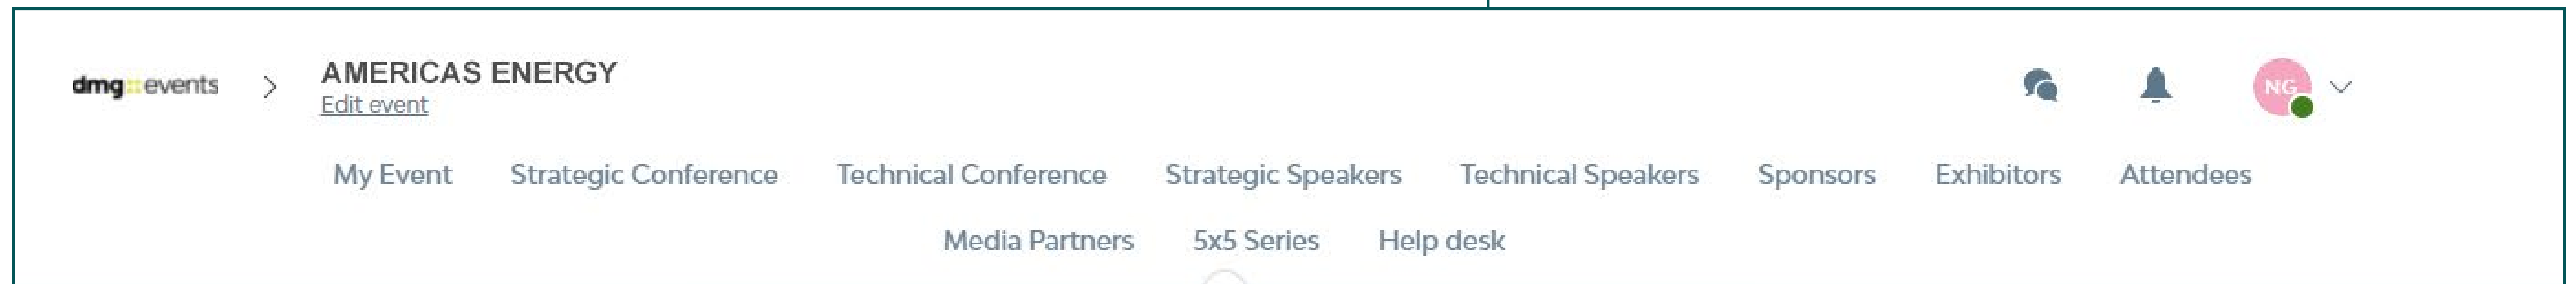 dmg::events > AMERICAS ENERGY
Edit event
NG
My Event Strategic Conference Technical Conference Strategic Speakers Technical Speakers Sponsors Exhibitors Attendees
Media Partners 5x5 Series Help desk